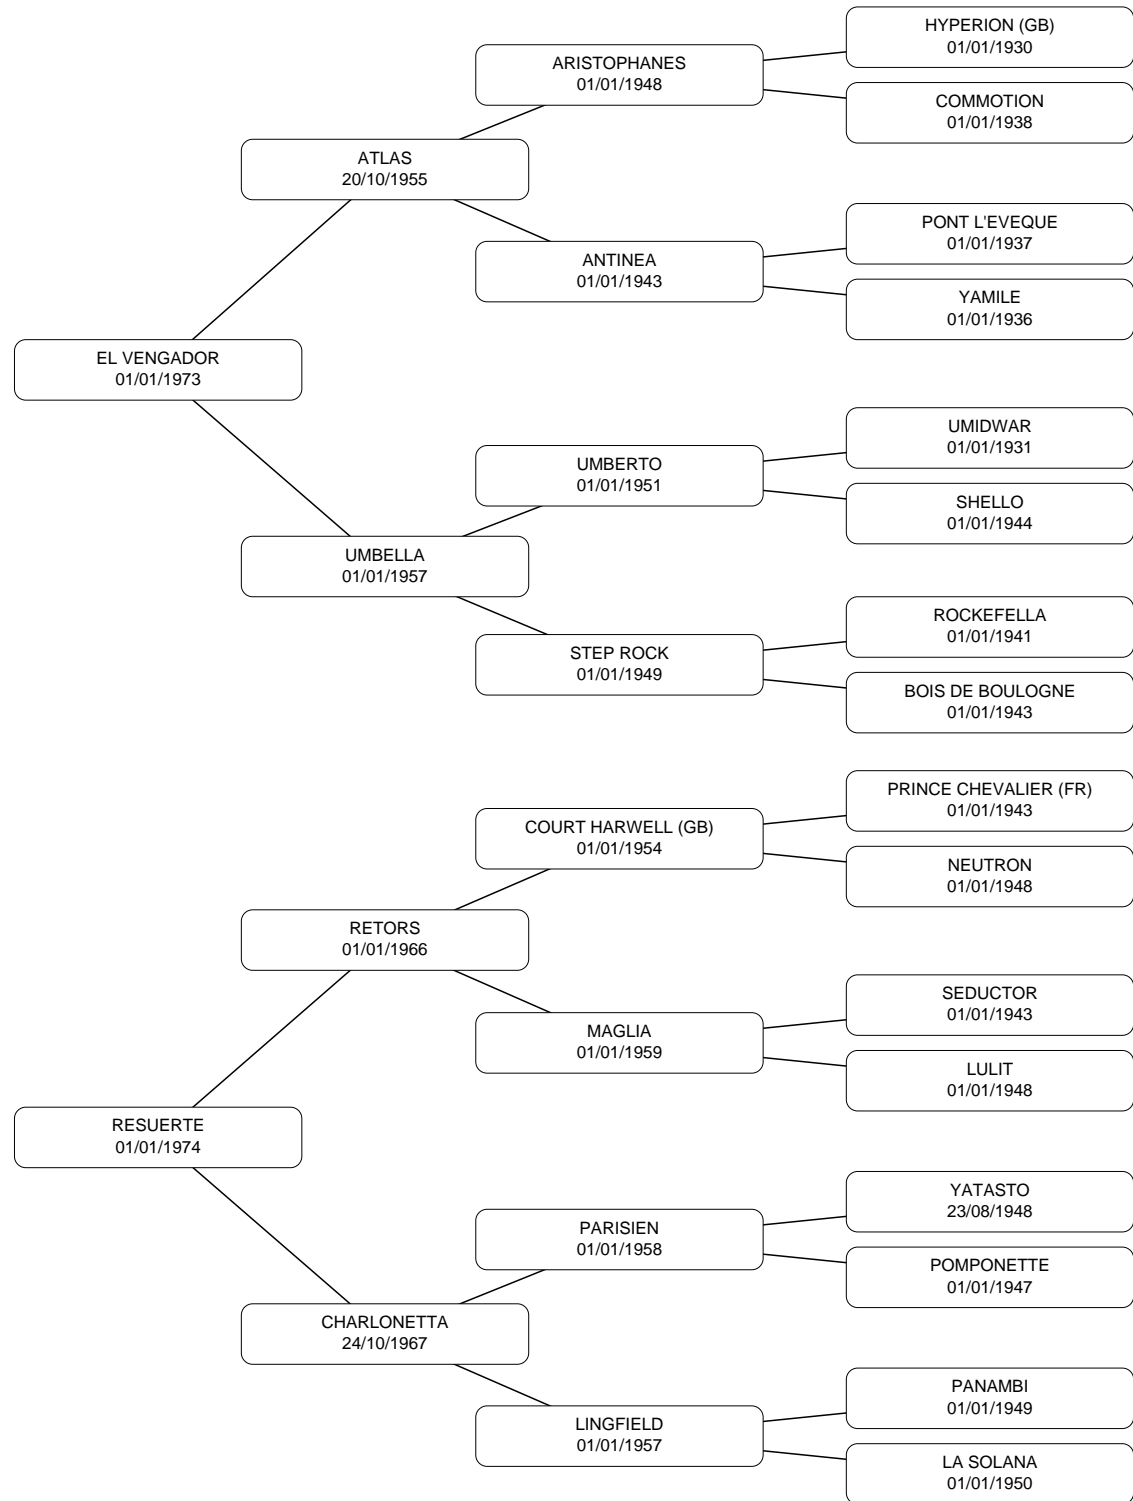 HYPERION (GB)
01/01/1930
ARISTOPHANES
01/01/1948
COMMOTION
01/01/1938
ATLAS
20/10/1955
PONT L'EVEQUE
01/01/1937
ANTINEA
01/01/1943
YAMILE
01/01/1936
EL VENGADOR
01/01/1973
UMIDWAR
01/01/1931
UMBERTO
01/01/1951
SHELLO
01/01/1944
UMBELLA
01/01/1957
ROCKEFELLA
01/01/1941
STEP ROCK
01/01/1949
BOIS DE BOULOGNE
01/01/1943
PRINCE CHEVALIER (FR)
01/01/1943
COURT HARWELL (GB)
01/01/1954
NEUTRON
01/01/1948
RETORS
01/01/1966
SEDUCTOR
01/01/1943
MAGLIA
01/01/1959
LULIT
01/01/1948
RESUERTE
01/01/1974
YATASTO
23/08/1948
PARISIEN
01/01/1958
POMPONETTE
01/01/1947
CHARLONETTA
24/10/1967
PANAMBI
01/01/1949
LINGFIELD
01/01/1957
LA SOLANA
01/01/1950